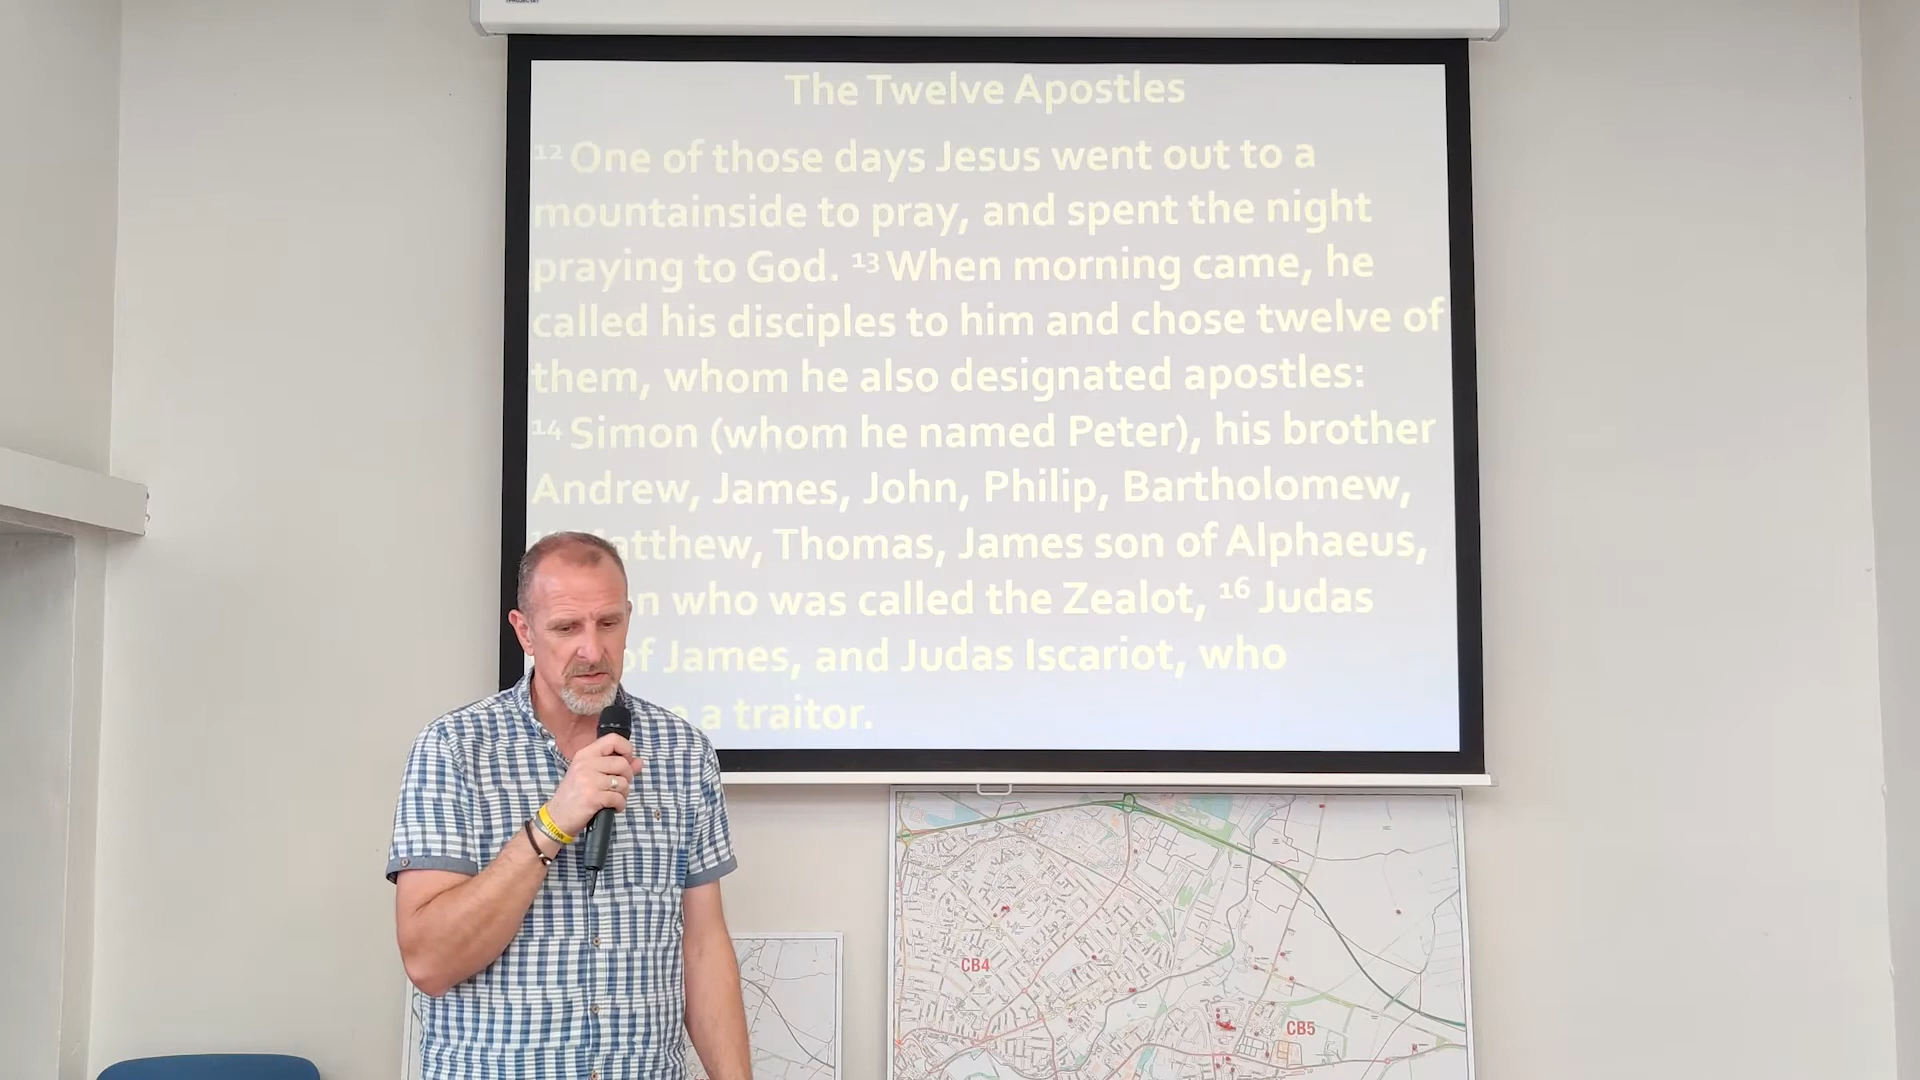 The Twelve Apostles
12 One of those days Jesus went out to a
mountainside to pray, and spent the night
praying to God. 13 When morning came, he
called his disciples to him and chose twelve of
them, whom he also designated apostles:
14 Simon (whom he named Peter), his brother
Andrew, James, John, Philip, Bartholomew,
Matthew, Thomas, James son of Alphaeus,
who was called the Zealot, 16 Judas
of James, and Judas Iscariot, who
a traitor.
CB4
CB5